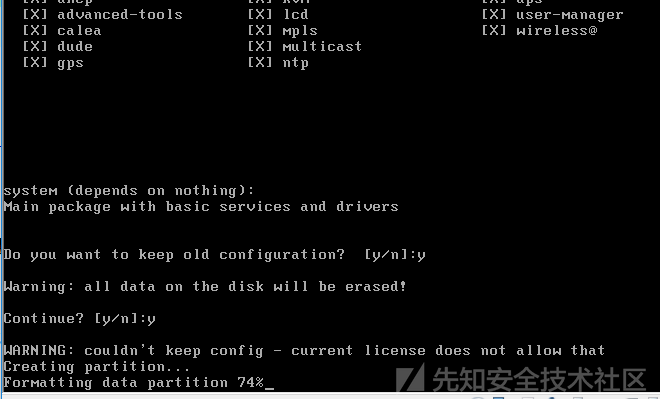 [X] advanced-tools [X] lcd [X] user-manager
[X] calea [X] mpls [X] wireless@
[X] dude [X] multicast
[X] gps [X] ntp
system (depends on nothing):
Main package with basic services and drivers
Do you want to keep old configuration? [y/n]:y
Warning: all data on the disk will be erased!
Continue? [y/n]:y
WARNING: couldn't keep config - current license does not allow that
Creating partition...
Formatting data partition 74%_
先知安全技术社区